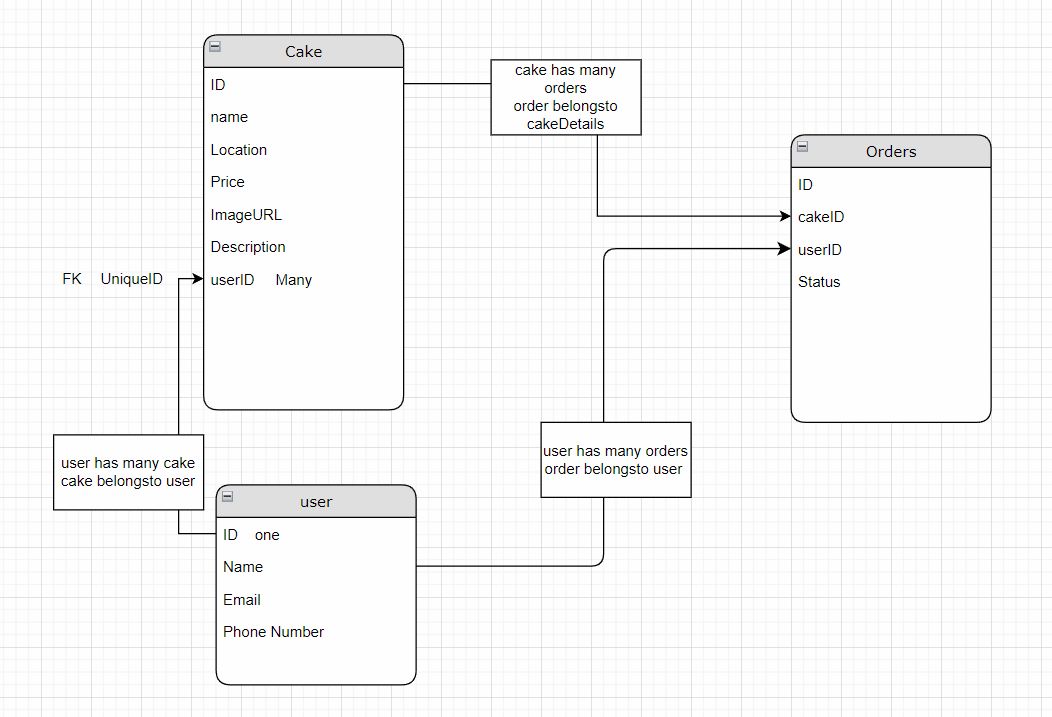 Cake
ID
name
Location
Price
ImageURL
Description
userID Many
FK UniqueID
cake has many
orders
order belongsto
cakeDetails
Orders
ID
cakeID
userID
Status
user has many cake
cake belongsto user
user has many orders
order belongsto user
user
ID one
Name
Email
Phone Number